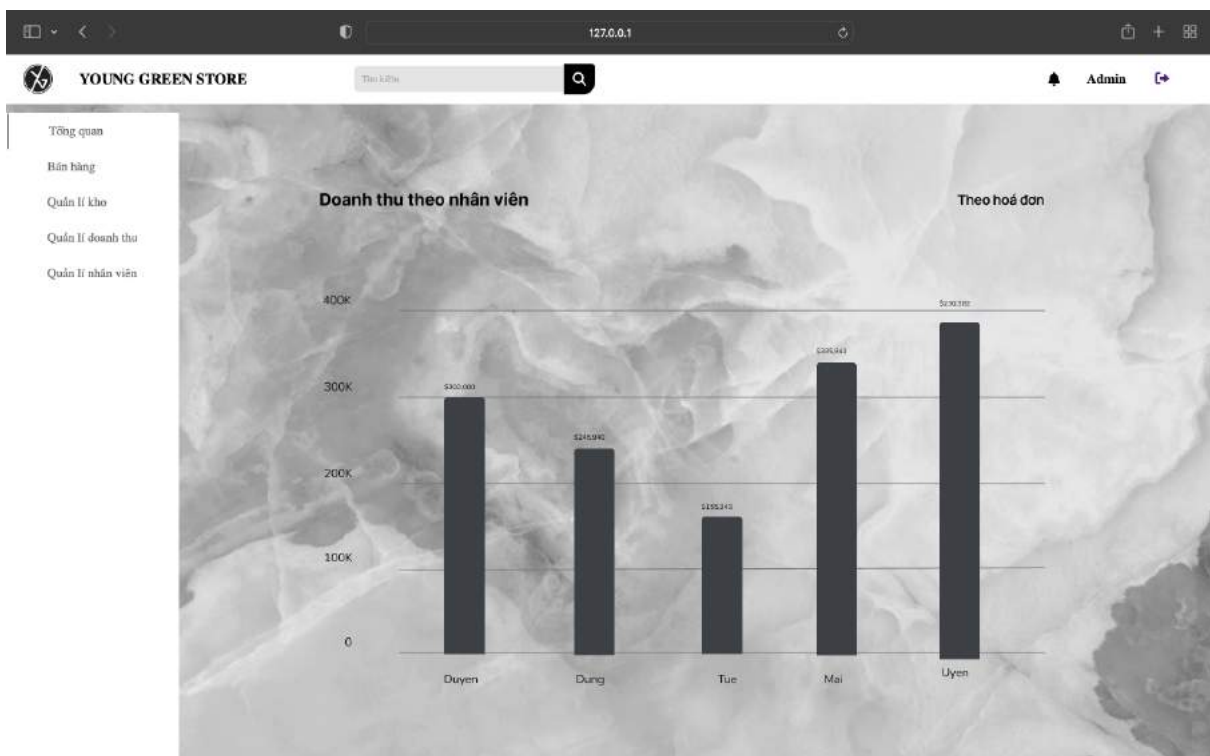 127.0.0.1
YOUNG GREEN STORE
Tìm kiếm
Admin
Tổng quan
Bán hàng
Quản lí kho
Quản lí doanh thu
Quản lí nhân viên
Doanh thu theo nhân viên
Theo hoá đơn
400K
300K
200K
100K
0
Duyen
Dung
Tue
Mai
Uyen